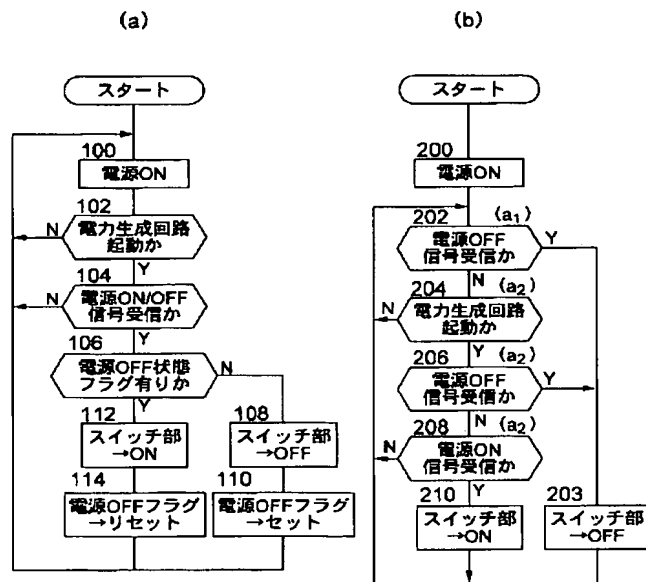 (a)
スタート
100
電源ON
102
電力生成回路
起動か
N
Y
104
電源ON/OFF
信号受信か
N
Y
106
電源OFF状態
フラグ有りか
N
Y
112
スイッチ部
→ON
108
スイッチ部
→OFF
114
電源OFFフラグ
→リセット
110
電源OFFフラグ
→セット
(b)
スタート
200
電源ON
202
(a1)
電源OFF
信号受信か
Y
N
204
(a2)
電力生成回路
起動か
N
Y
206
(a2)
電源OFF
信号受信か
Y
N
208
(a2)
電源ON
信号受信か
N
Y
210
スイッチ部
→ON
203
スイッチ部
→OFF